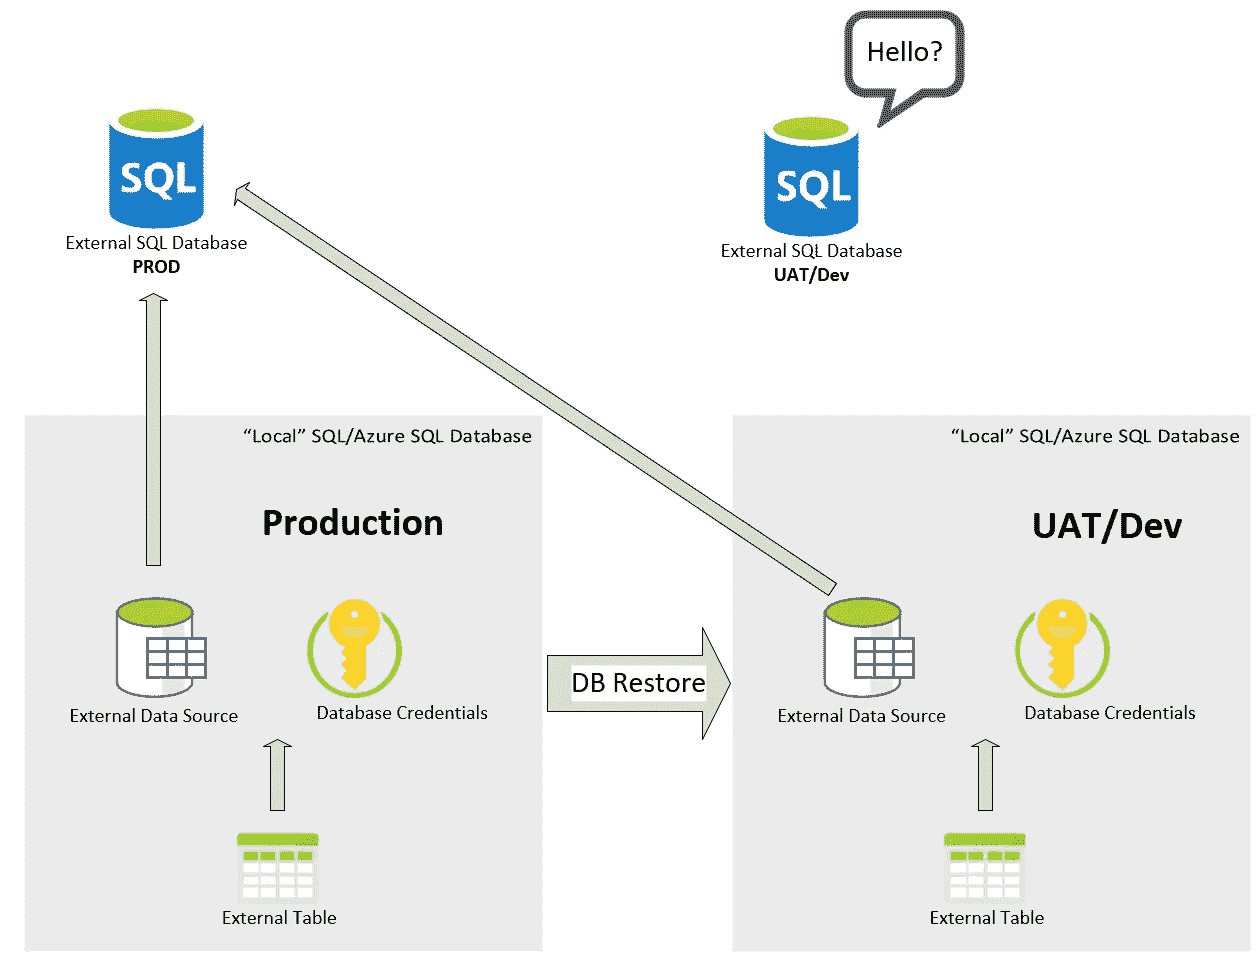 Hello?
SQL
External SQL Database
PROD
SQL
External SQL Database
UAT/Dev
“Local” SQL/Azure SQL Database
Production
External Data Source
Database Credentials
External Table
DB Restore
“Local” SQL/Azure SQL Database
UAT/Dev
External Data Source
Database Credentials
External Table